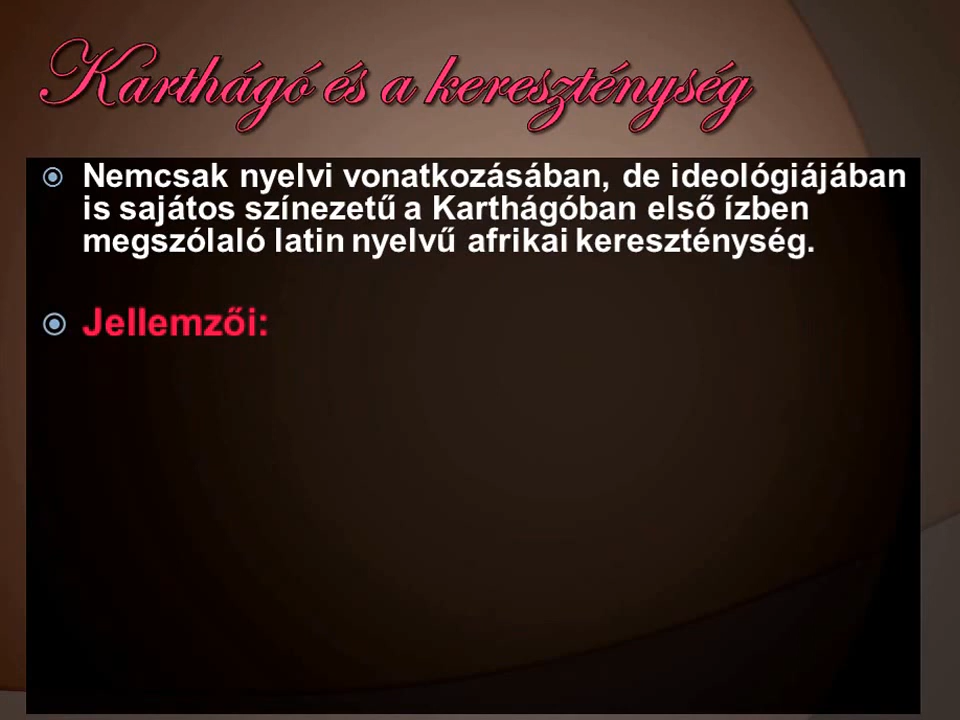 Karthágó és a kereszténység
Nemcsak nyelvi vonatkozásában, de ideológiájában
is sajátos színezetű a Karthágóban első ízben
megszólaló latin nyelvű afrikai kereszténység.
Jellemzői: